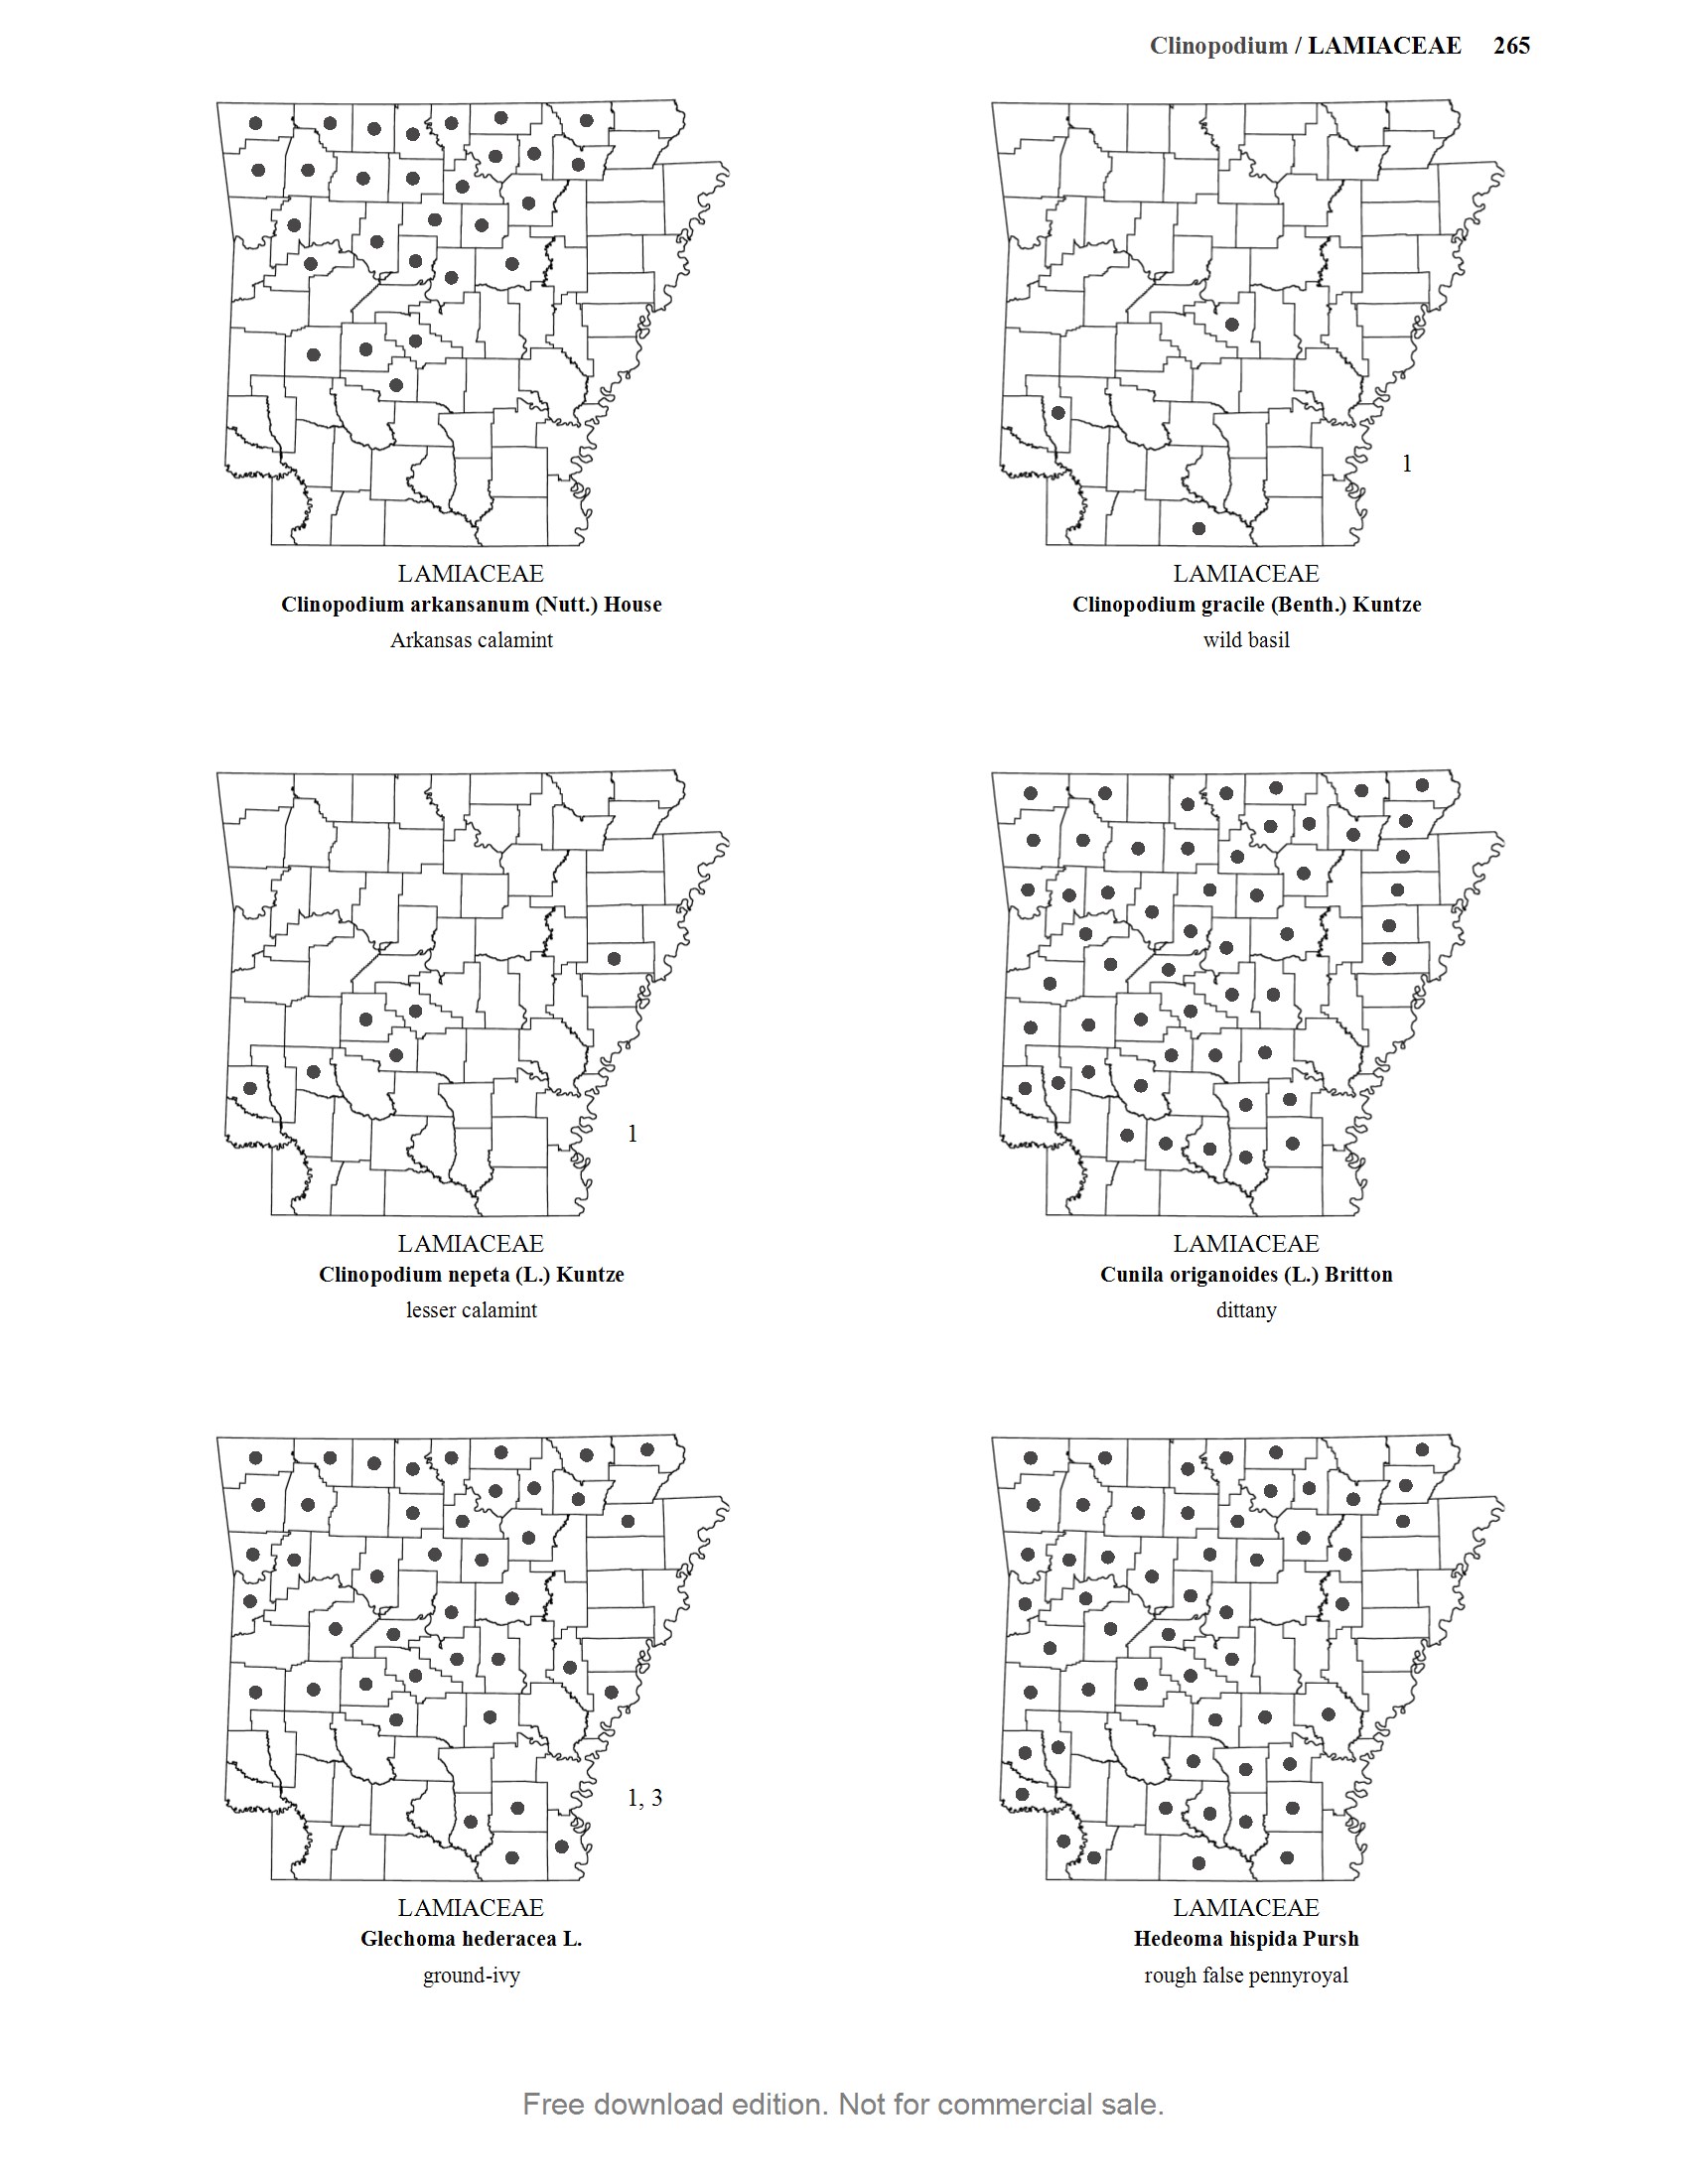 Clinopodium / LAMIACEAE 265
1
LAMIACEAE
Clinopodium arkansanum (Nutt.) House
Arkansas calamint
LAMIACEAE
Clinopodium gracile (Benth.) Kuntze
wild basil
1
LAMIACEAE
Clinopodium nepeta (L.) Kuntze
lesser calamint
LAMIACEAE
Cunila origanoides (L.) Britton
dittany
1, 3
LAMIACEAE
Glechoma hederacea L.
ground-ivy
LAMIACEAE
Hedeoma hispida Pursh
rough false pennyroyal
Free download edition. Not for commercial sale.